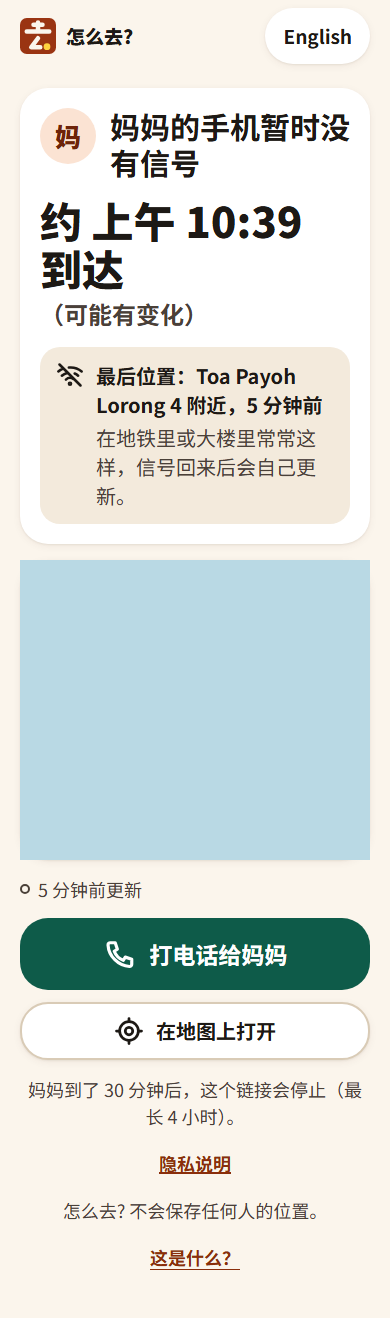 去
怎么去?
English
妈
妈妈的手机暂时没
有信号
约 上午 10:39
到达
（可能有变化）
最后位置：Toa Payoh
Lorong 4 附近，5 分钟前
在地铁里或大楼里常常这
样，信号回来后会自己更
新。
5 分钟前更新
打电话给妈妈
在地图上打开
妈妈到了 30 分钟后，这个链接会停止（最
长 4 小时）。
隐私说明
怎么去? 不会保存任何人的位置。
这是什么？